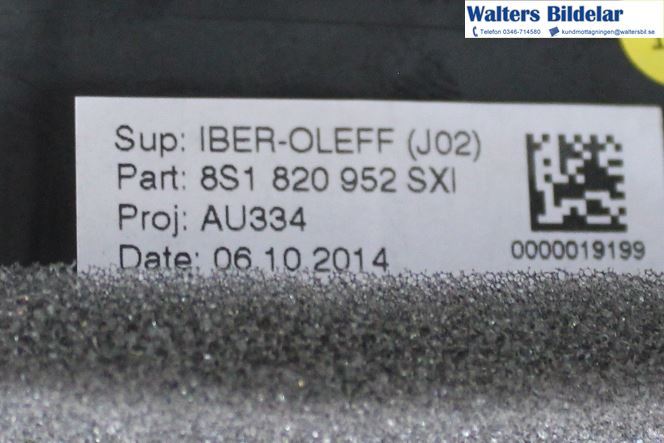 Walters Bildelar
Telefon 0346-714580 kundmottagningen@waltersbil.se
Sup: IBER-OLEFF (J02)
Part: 8S1 820 952 SXI
Proj: AU334
Date: 06.10.2014
0000019199